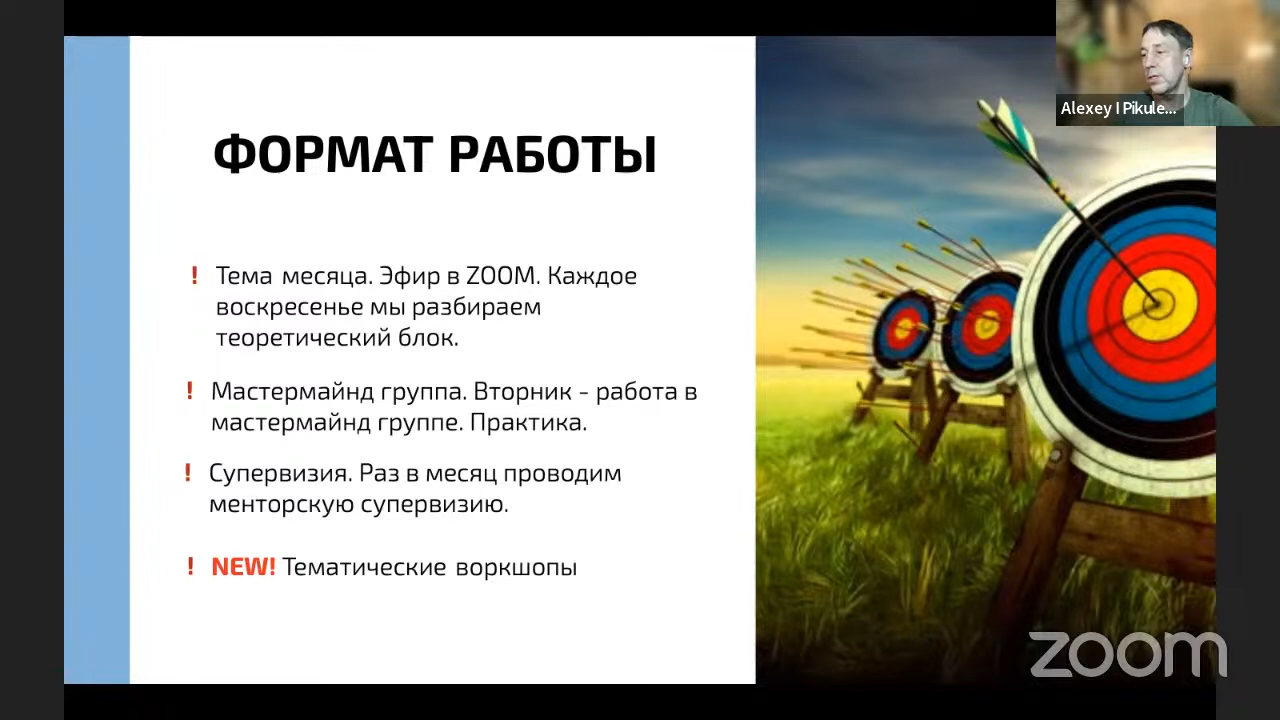 Alexey I Pikule...
ФОРМАТ РАБОТЫ
! Тема месяца. Эфир в ZOOM. Каждое
воскресенье мы разбираем
теоретический блок.
! Мастермайнд группа. Вторник - работа в
мастермайнд группе. Практика.
! Супервизия. Раз в месяц проводим
менторскую супервизию.
! NEW! Тематические воркшопы
zoom